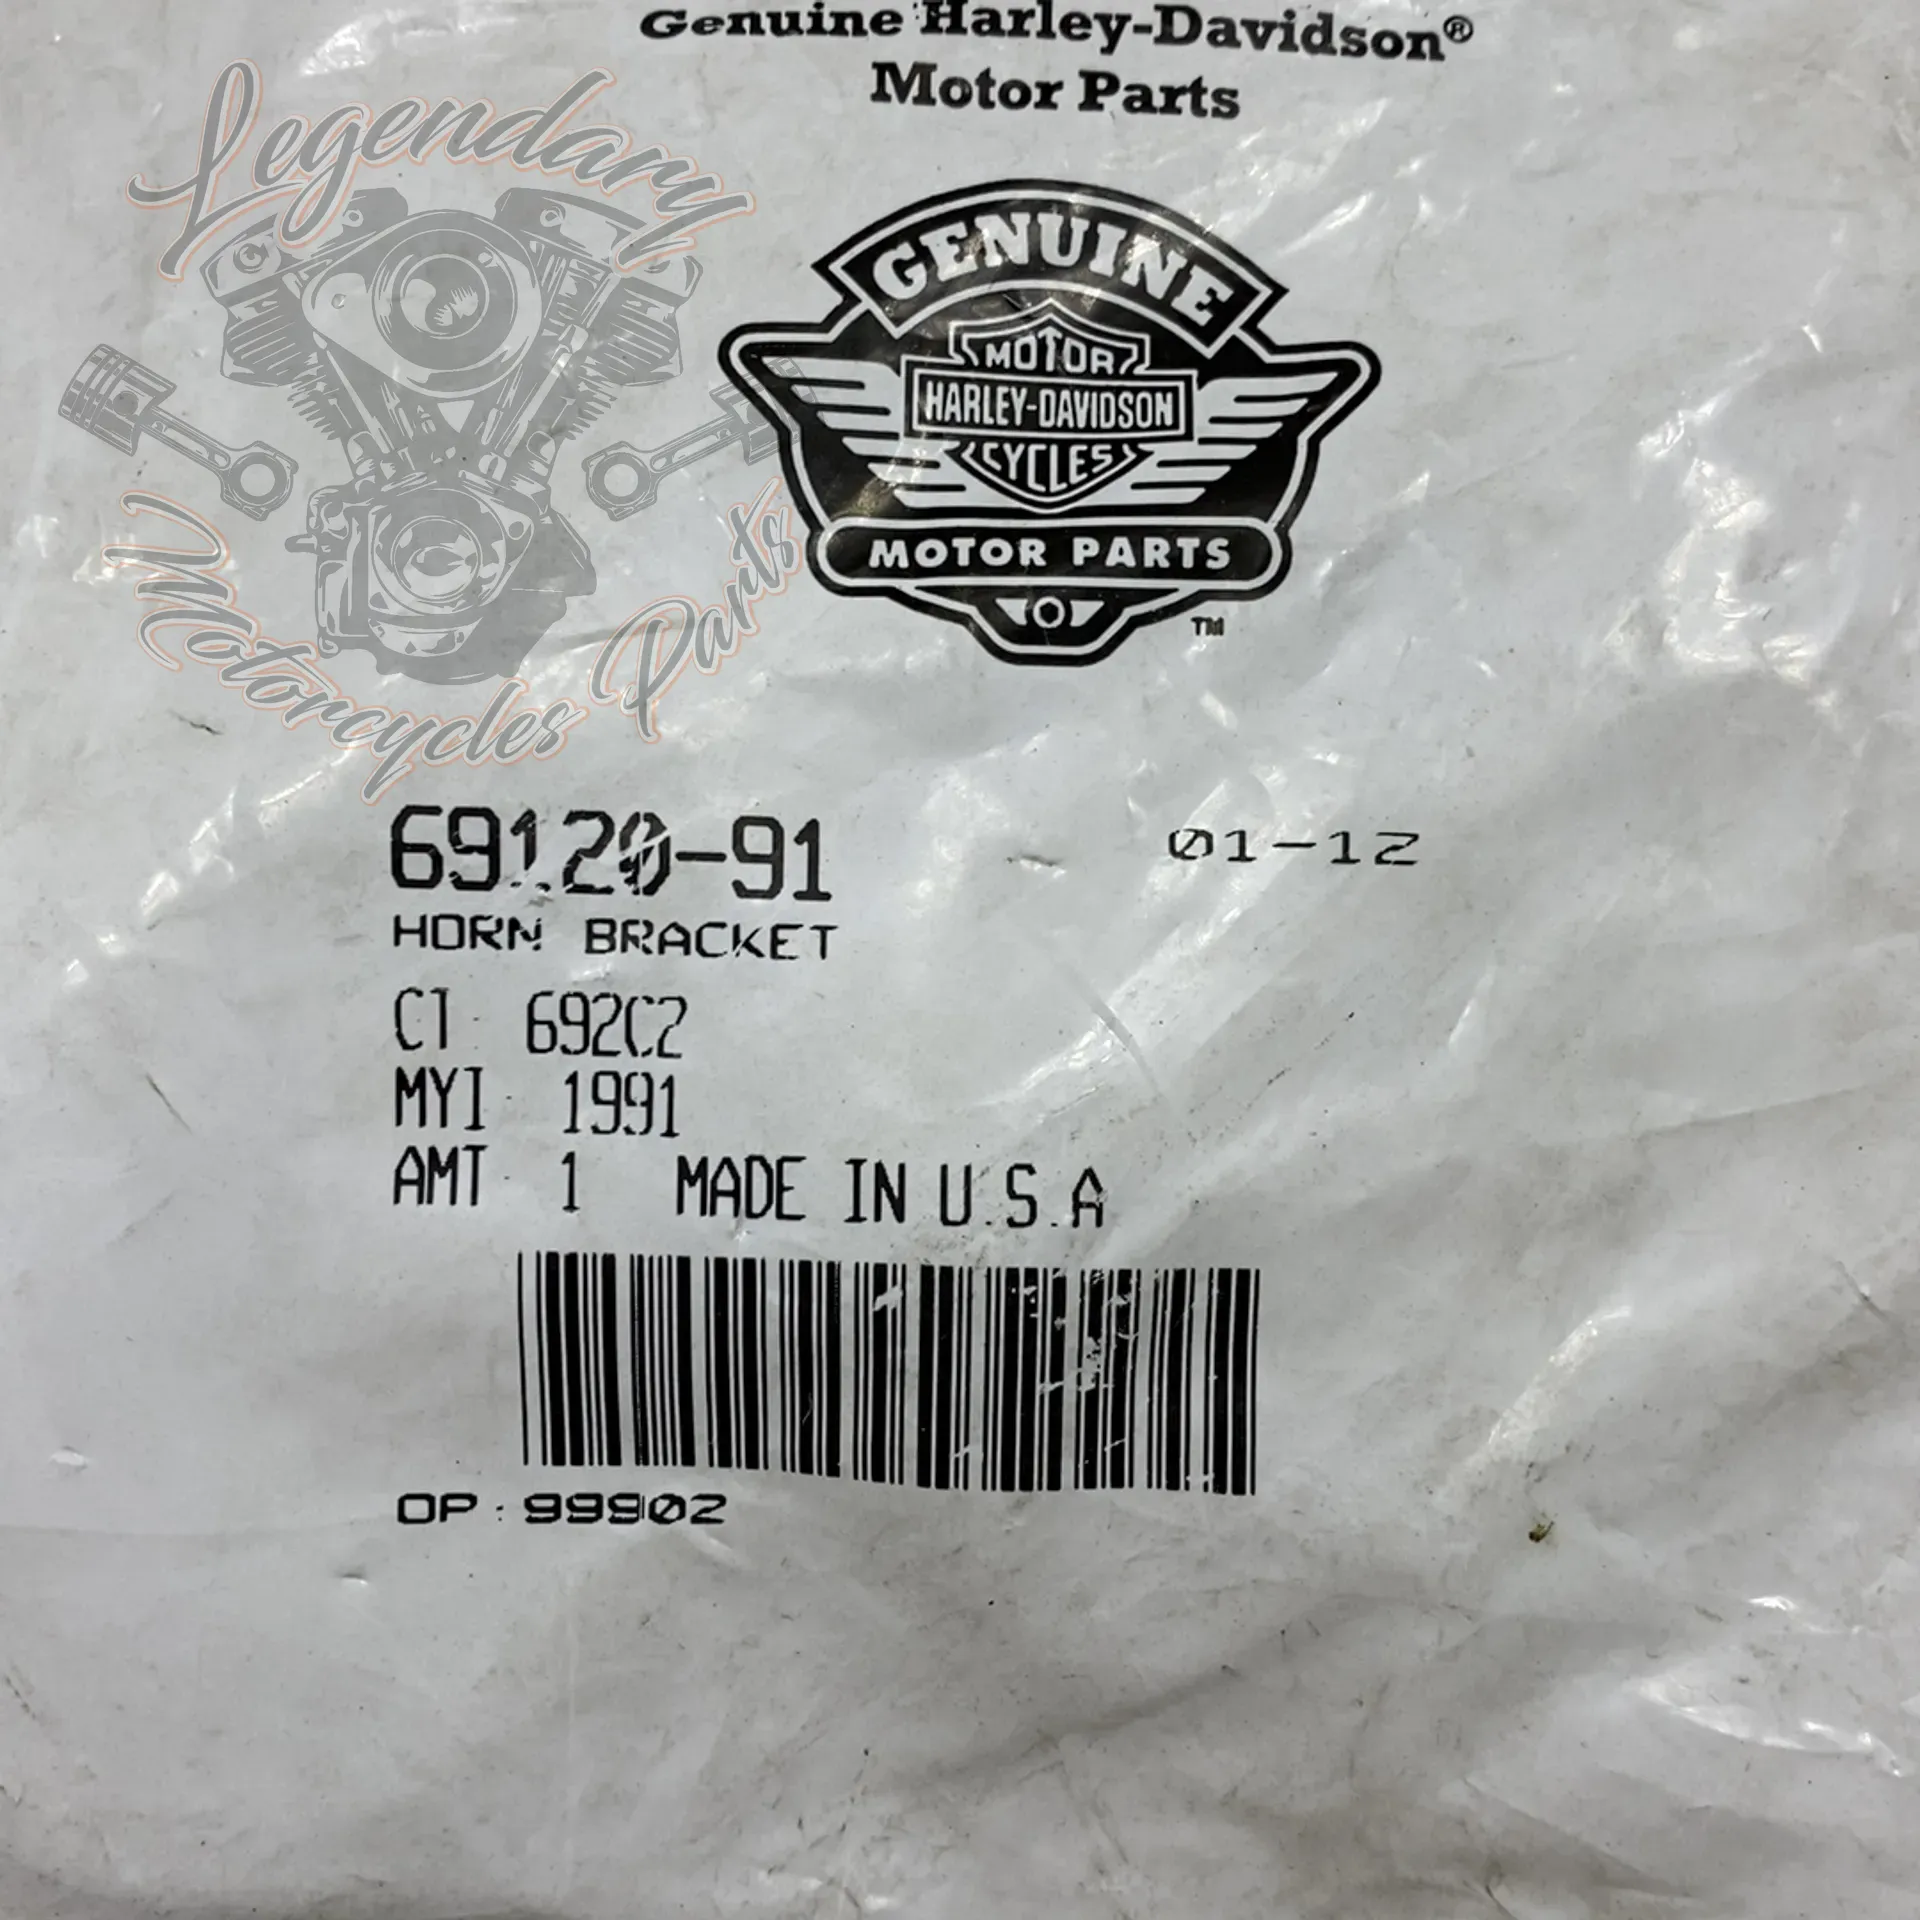 Genuine Harley-Davidson®
Motor Parts
Legendary
Motorcycles Parts
GENUINE
MOTOR
HARLEY-DAVIDSON
CYCLES
MOTOR PARTS
TM
69120-91 01-12
HORN BRACKET
CT 692C2
MYI 1991
AMT 1 MADE IN U.S.A
OP: 99902